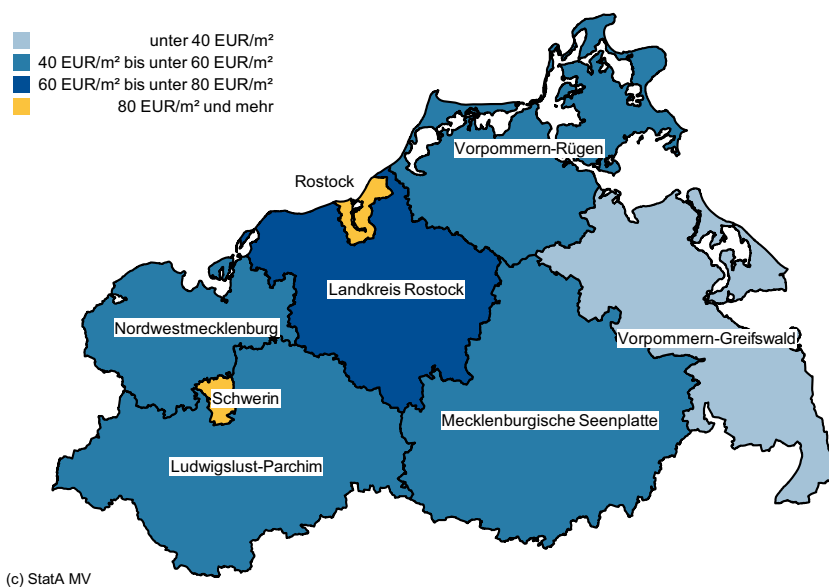 unter 40 EUR/m²
40 EUR/m² bis unter 60 EUR/m²
60 EUR/m² bis unter 80 EUR/m²
80 EUR/m² und mehr
Vorpommern-Rügen
Rostock
Landkreis Rostock
Nordwestmecklenburg
Vorpommern-Greifswald
Schwerin
Mecklenburgische Seenplatte
Ludwigslust-Parchim
(c) StatA MV